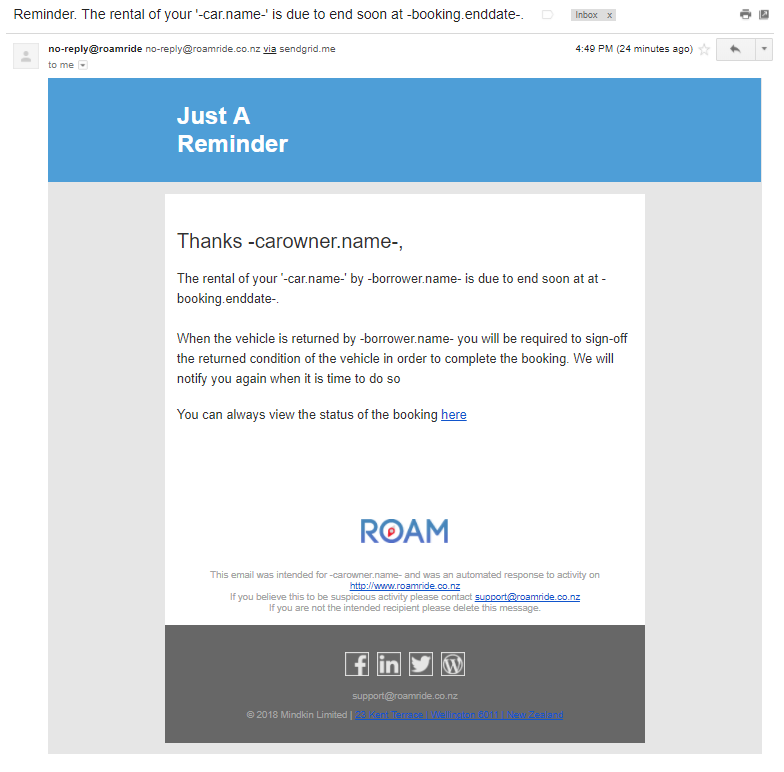 Reminder. The rental of your '-car.name-' is due to end soon at -booking.enddate-.
Inbox x
no-reply@roamride no-reply@roamride.co.nz via sendgrid.me
4:49 PM (24 minutes ago)
to me
Just A
Reminder
Thanks -carowner.name-,
The rental of your '-car.name-' by -borrower.name- is due to end soon at at -
booking.enddate-.
When the vehicle is returned by -borrower.name- you will be required to sign-off
the returned condition of the vehicle in order to complete the booking. We will
notify you again when it is time to do so
You can always view the status of the booking here
ROAM
This email was intended for -carowner.name- and was an automated response to activity on
http://www.roamride.co.nz
If you believe this to be suspicious activity please contact support@roamride.co.nz
If you are not the intended recipient please delete this message.
support@roamride.co.nz
© 2018 Mindkin Limited | 23 Kent Terrace | Wellington 6011 | New Zealand